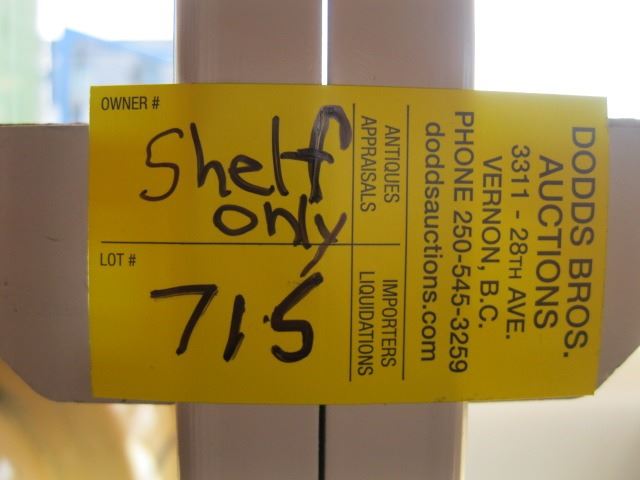 OWNER #
Shelf
only
LOT #
715
ANTIQUES
APPRAISALS
IMPORTERS
LIQUIDATIONS
DODDS BROS.
AUCTIONS
3311 - 28TH AVE.
VERNON, B.C.
PHONE 250-545-3259
doddsauctions.com